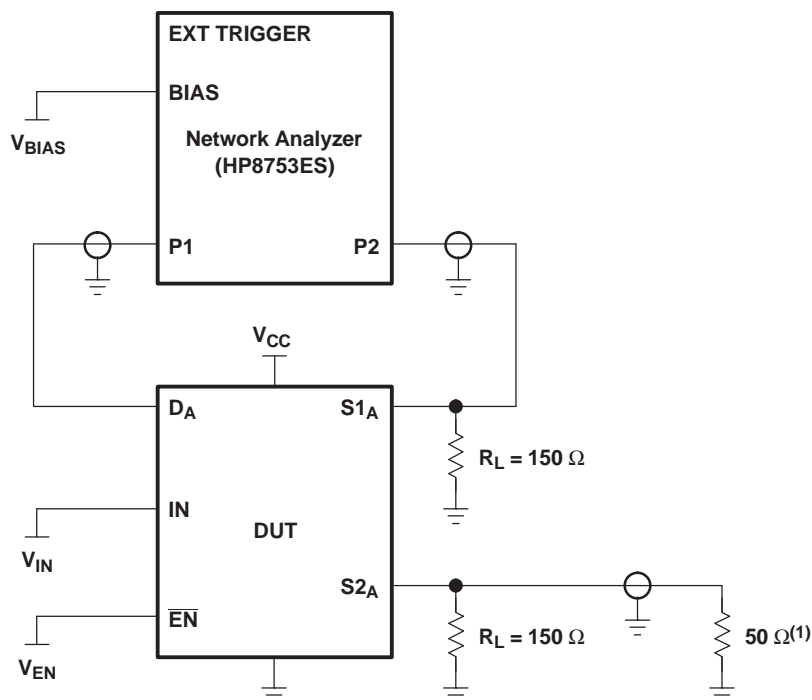 EXT TRIGGER
BIAS
V_BIAS
Network Analyzer
(HP8753ES)
P1
P2
V_CC
D_A
S1_A
R_L = 150 Ω
IN
DUT
V_IN
S2_A
E̅N̅
R_L = 150 Ω
50 Ω(1)
V_EN